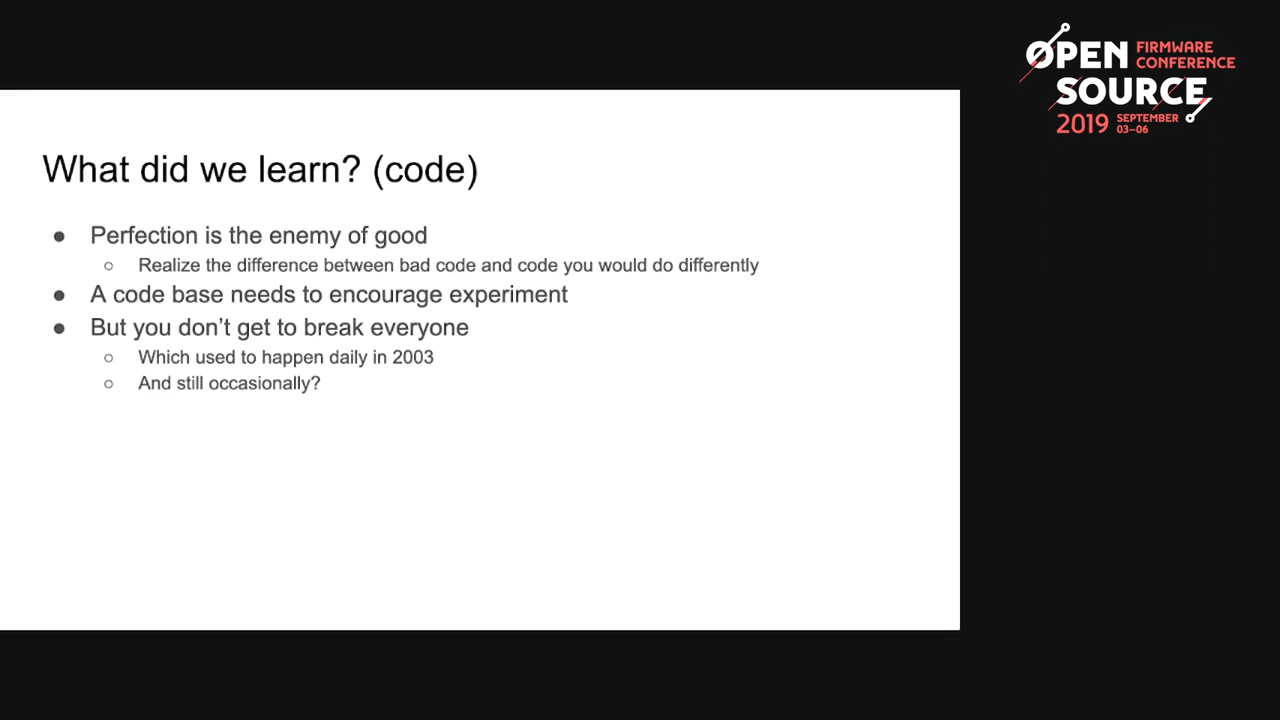 OPEN FIRMWARE
CONFERENCE
SOURCE
2019 SEPTEMBER
03–06
What did we learn? (code)
● Perfection is the enemy of good
○ Realize the difference between bad code and code you would do differently
● A code base needs to encourage experiment
● But you don’t get to break everyone
○ Which used to happen daily in 2003
○ And still occasionally?